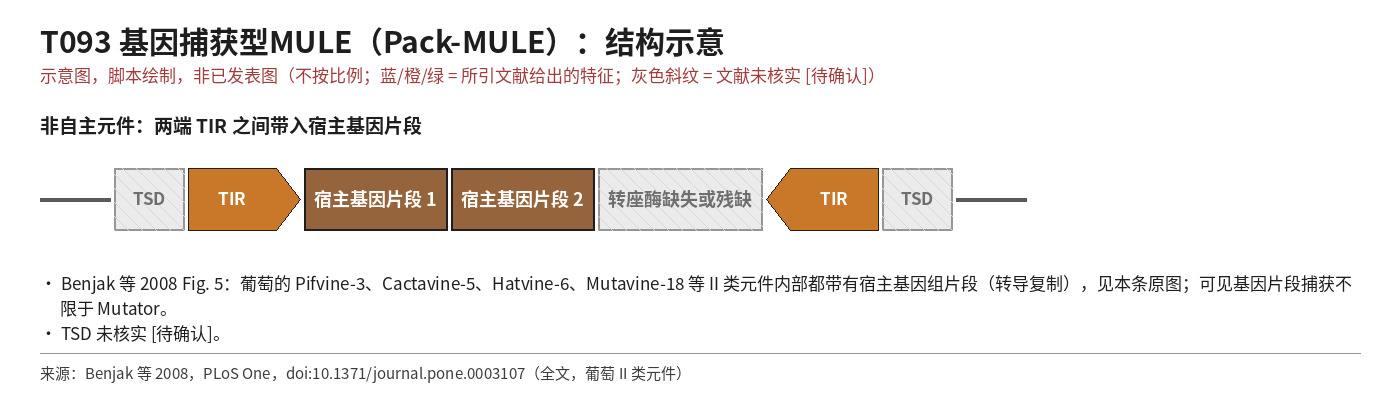 T093 基因捕获型MULE（Pack-MULE）：结构示意
示意图，脚本绘制，非已发表图（不按比例；蓝/橙/绿 = 所引文献给出的特征；灰色斜纹 = 文献未核实 [待确认]）
非自主元件：两端 TIR 之间带入宿主基因片段
TSD TIR 宿主基因片段 1 宿主基因片段 2 转座酶缺失或残缺 TIR TSD
· Benjak 等 2008 Fig. 5：葡萄的 Pifvine-3、Cactavine-5、Hatvine-6、Mutavine-18 等 II 类元件内部都带有宿主基因组片段（转导复制），见本条原图；可见基因片段捕获不
限于 Mutator。
· TSD 未核实 [待确认]。
来源：Benjak 等 2008，PLoS One，doi:10.1371/journal.pone.0003107（全文，葡萄 II 类元件）